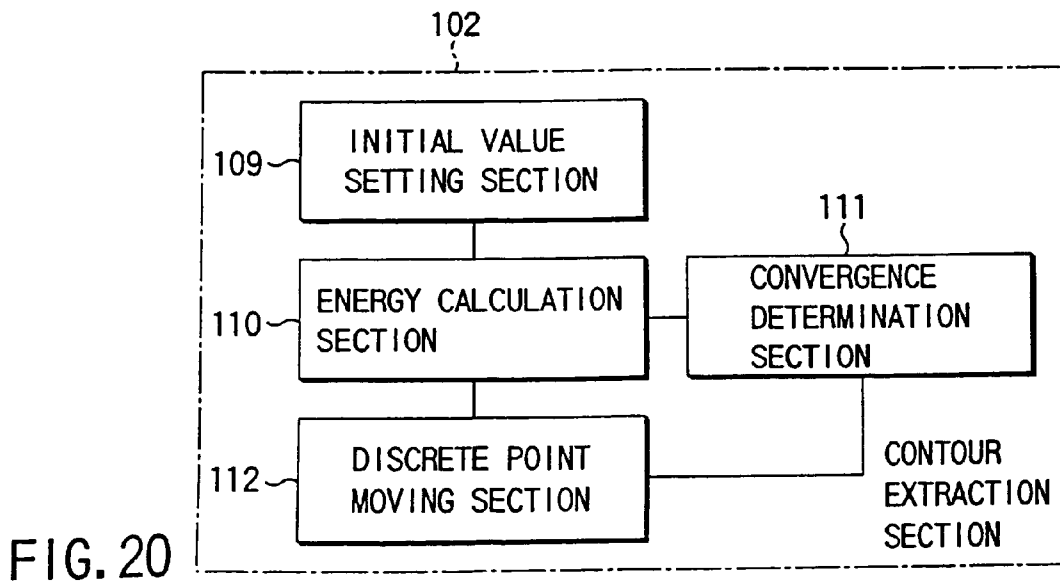 102
INITIAL VALUE
SETTING SECTION
109
111
ENERGY CALCULATION
SECTION
110
CONVERGENCE
DETERMINATION
SECTION
DISCRETE POINT
MOVING SECTION
112
CONTOUR
EXTRACTION
SECTION
FIG. 20